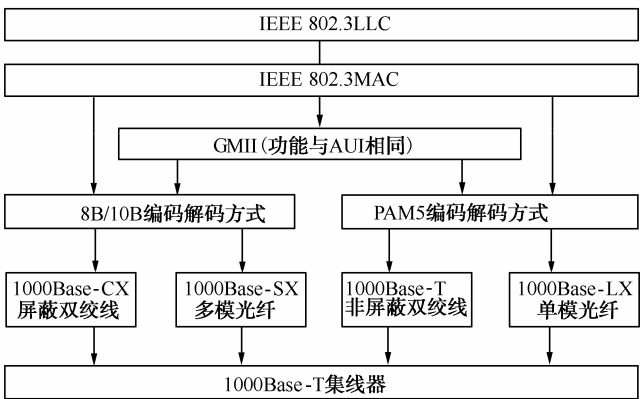 IEEE 802.3LLC
IEEE 802.3MAC
GMII(功能与AUI相同)
8B/10B编码解码方式
PAM5编码解码方式
1000Base-CX
屏蔽双绞线
1000Base-SX
多模光纤
1000Base-T
非屏蔽双绞线
1000Base-LX
单模光纤
1000Base-T集线器